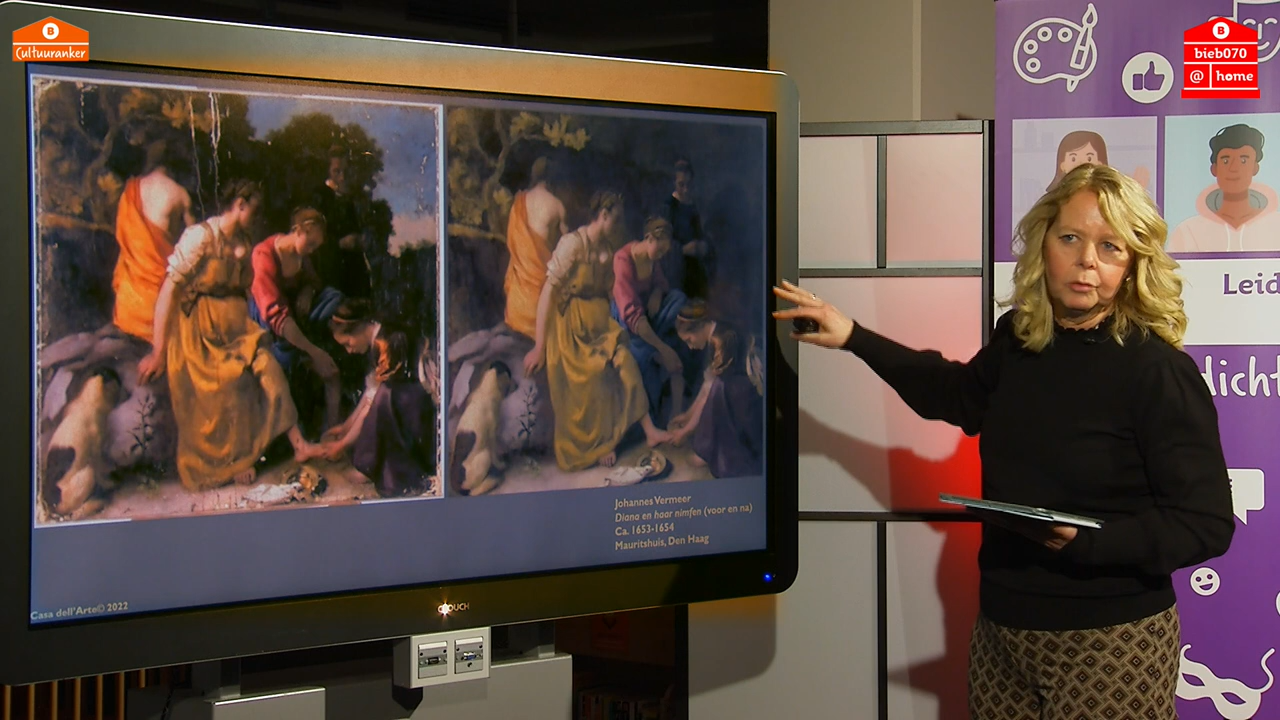 B
Cultuuranker
B
bieb070
@ home
Leid
dicht
Johannes Vermeer
Diana en haar nimfen (voor en na)
Ca. 1653-1654
Mauritshuis, Den Haag
Casa dell'Arte© 2022